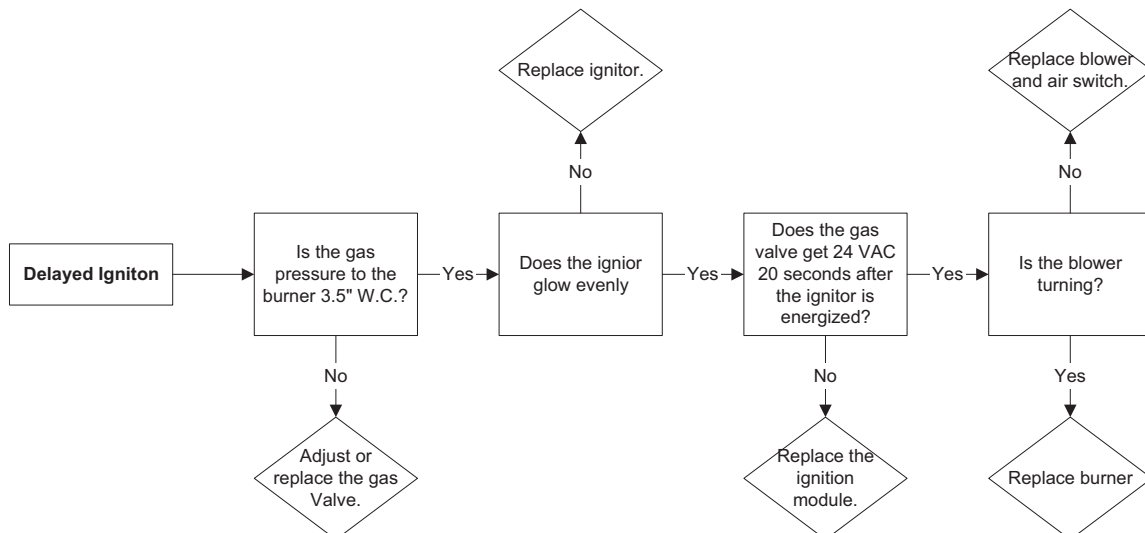 Replace ignitor.
Replace blower
and air switch.
No
No
Delayed Igniton
Is the gas
pressure to the
burner 3.5" W.C.?
Yes
Does the ignior
glow evenly
Yes
Does the gas
valve get 24 VAC
20 seconds after
the ignitor is
energized?
Yes
Is the blower
turning?
No
No
Yes
Adjust or
replace the gas
Valve.
Replace the
ignition
module.
Replace burner